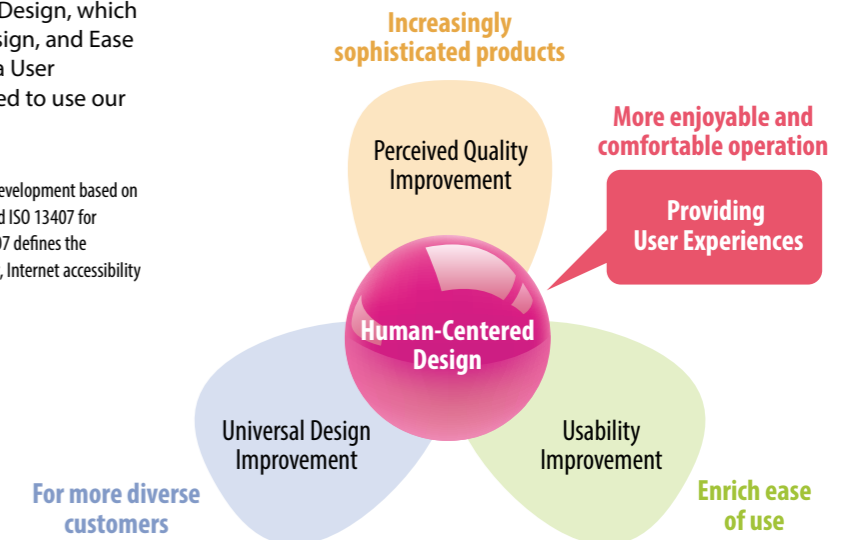 Design, which
sign, and Ease
a User
ed to use our
evelopment based on
d ISO 13407 for
07 defines the
, Internet accessibility
Increasingly
sophisticated products
Perceived Quality
Improvement
More enjoyable and
comfortable operation
Providing
User Experiences
Human-Centered
Design
Universal Design
Improvement
Usability
Improvement
For more diverse
customers
Enrich ease
of use